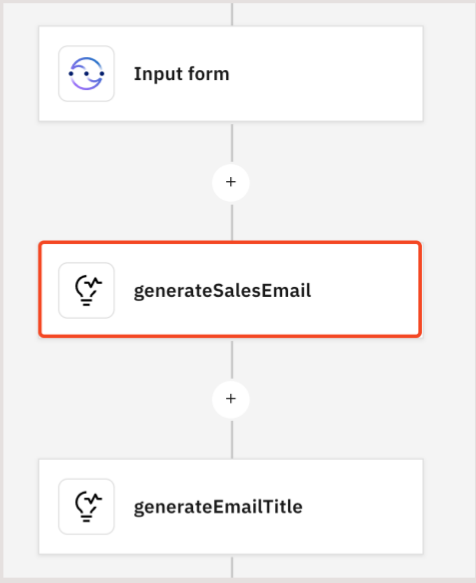 Input form
+
generateSalesEmail
+
generateEmailTitle